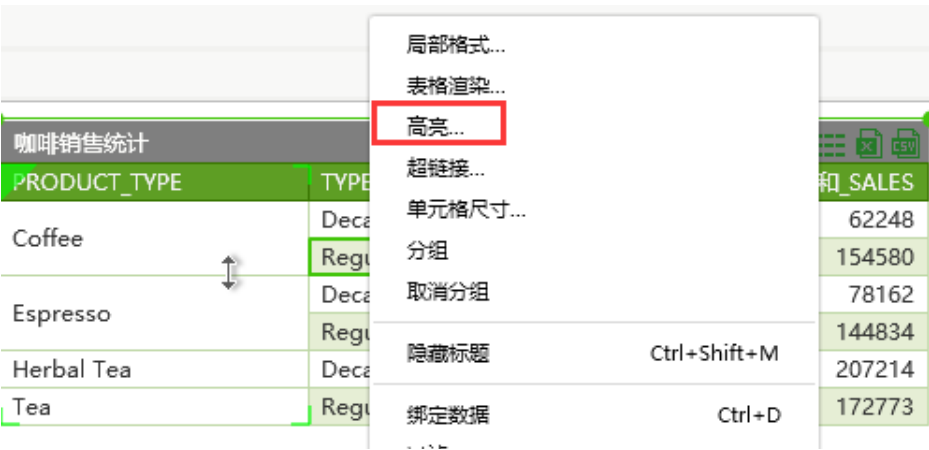 局部格式...
表格渲染...
高亮...
超链接...
单元格尺寸...
分组
取消分组
隐藏标题 Ctrl+Shift+M
绑定数据 Ctrl+D
咖啡销售统计 CSV
PRODUCT_TYPE TYPE 和_SALES
Coffee Deca 62248
Regu 154580
Espresso Deca 78162
Regu 144834
Herbal Tea Deca 207214
Tea Regu 172773